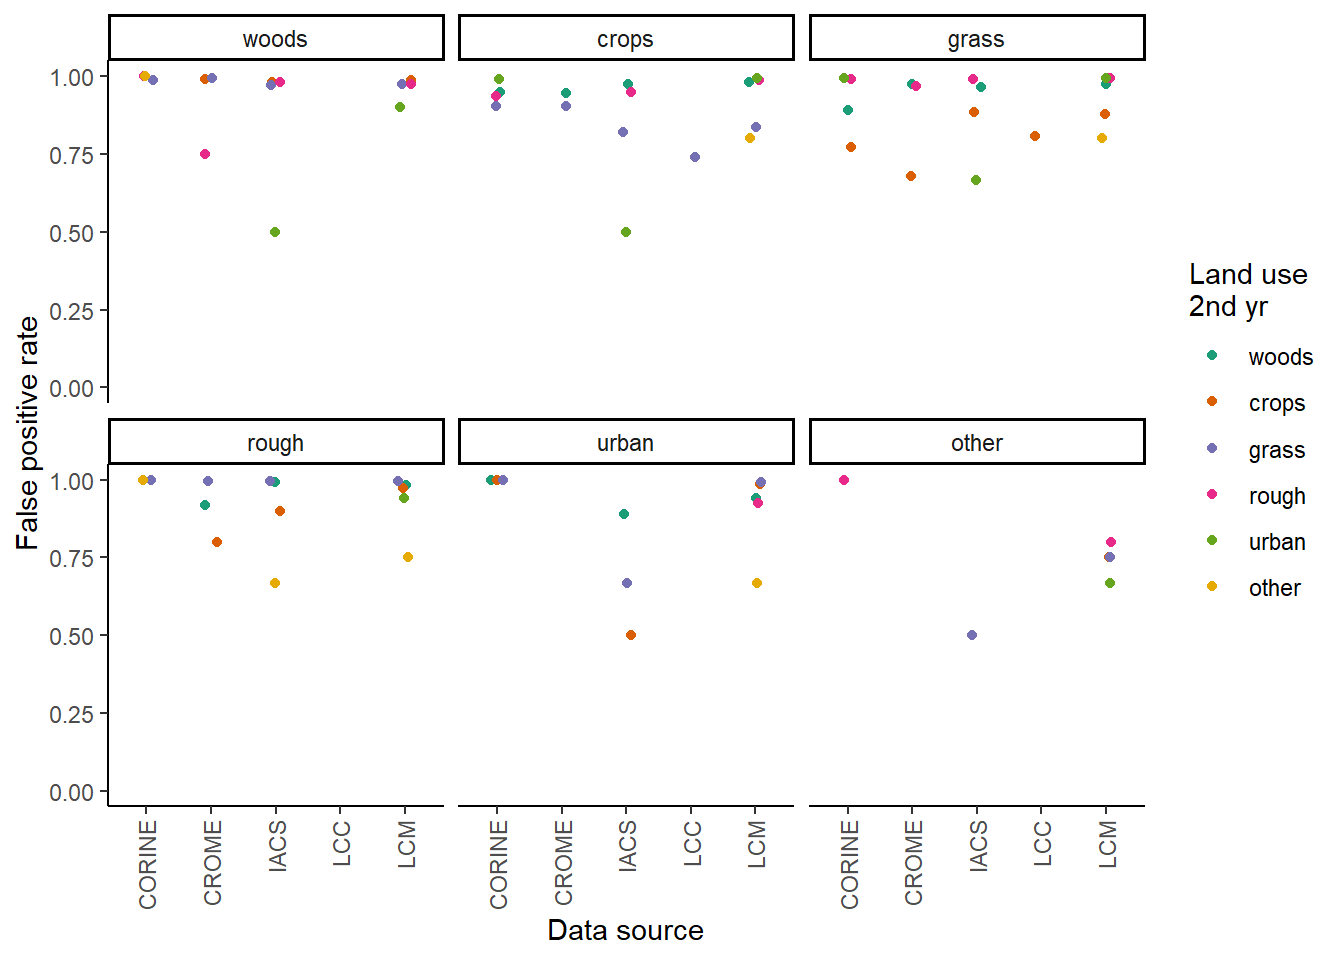 woods crops grass
1.00
0.75
0.50
0.25
0.00
False positive rate
rough urban other
1.00
0.75
0.50
0.25
0.00
CORINE CROME IACS LCC LCM CORINE CROME IACS LCC LCM CORINE CROME IACS LCC LCM
Data source
Land use
2nd yr
woods
crops
grass
rough
urban
other